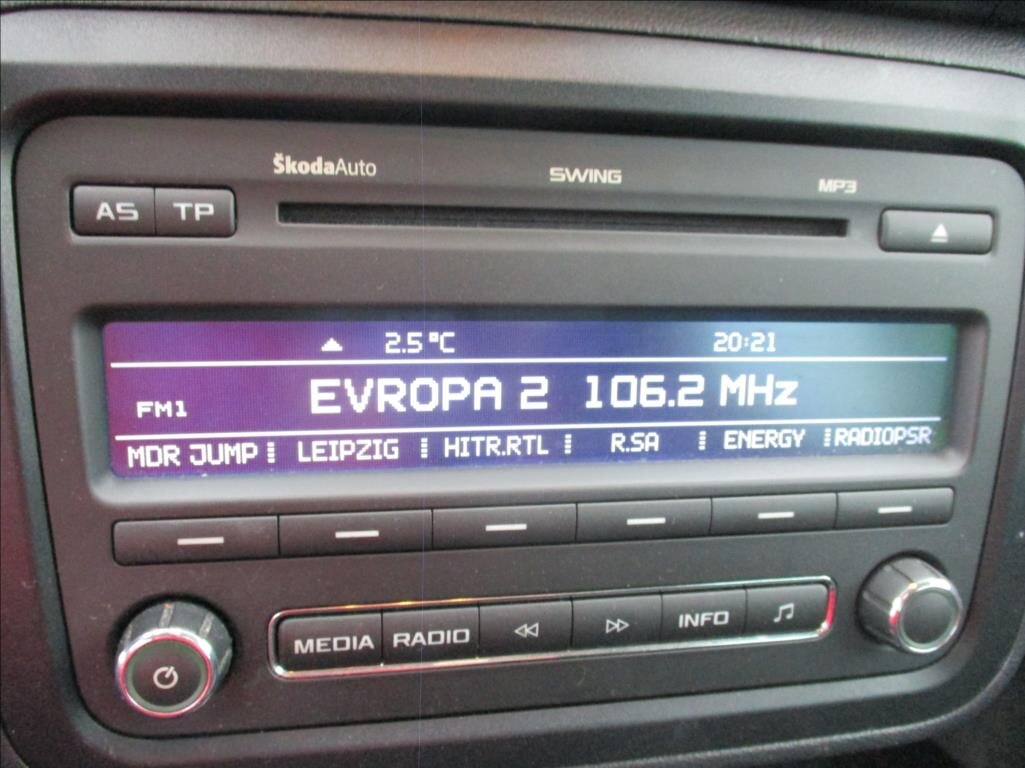 ŠkodaAuto SWING MP3
AS TP
2.5 °C 20:21
FM1 EVROPA 2 106.2 MHz
MDR JUMP LEIPZIG HITR.RTL R.SA ENERGY RADIOPSR
MEDIA RADIO INFO